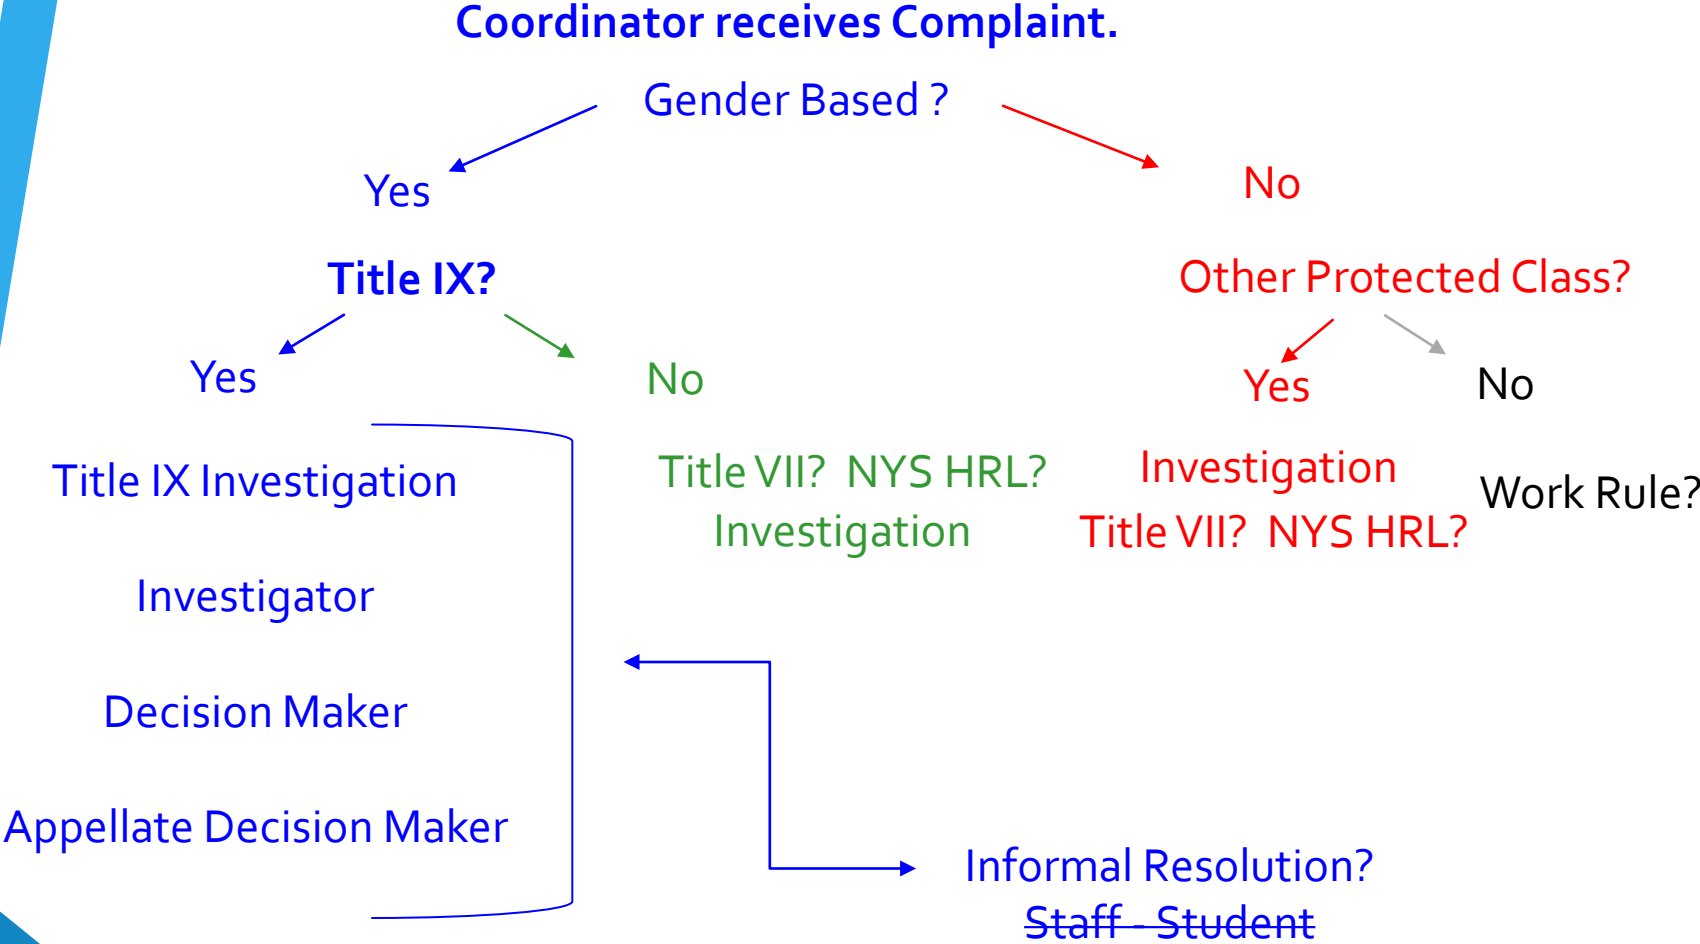 Coordinator receives Complaint.
Gender Based ?
Yes
No
Title IX?
Other Protected Class?
Yes
No
Yes
No
Title IX Investigation
Title VII? NYS HRL?
Investigation
Investigation
Title VII? NYS HRL?
Work Rule?
Investigator
Decision Maker
Appellate Decision Maker
Informal Resolution?
Staff - Student